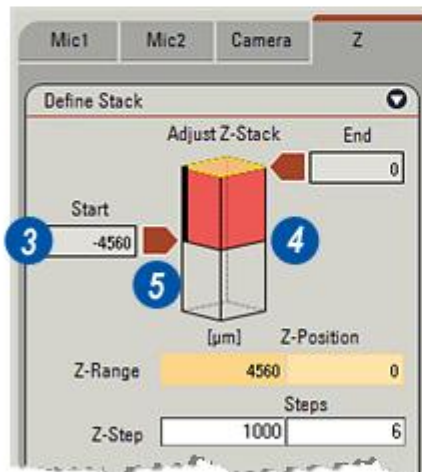 Mic1 Mic2 Camera Z
Define Stack
Adjust Z-Stack End
0
Start
3 -4560 4
5
[µm] Z-Position
Z-Range 4560 0
Steps
Z-Step 1000 6